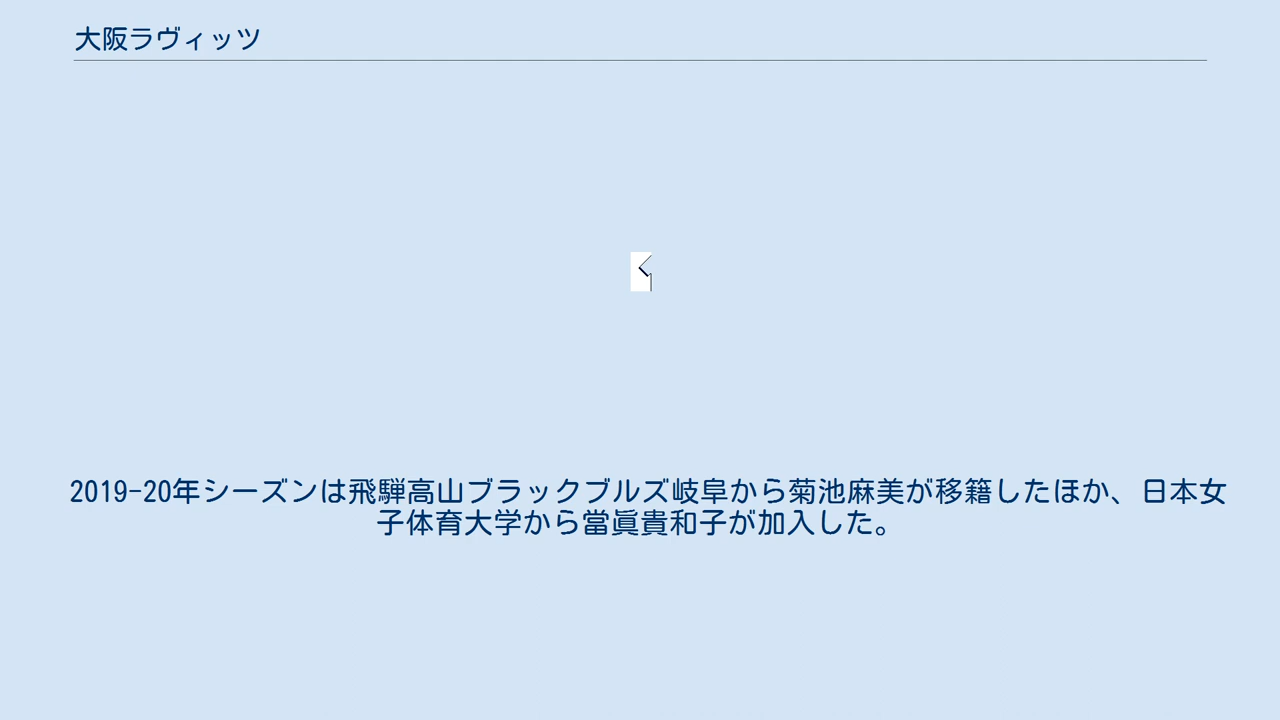 大阪ラヴィッツ
2019-20年シーズンは飛騨高山ブラックブルズ岐阜から菊池麻美が移籍したほか、日本女
子体育大学から當眞貴和子が加入した。